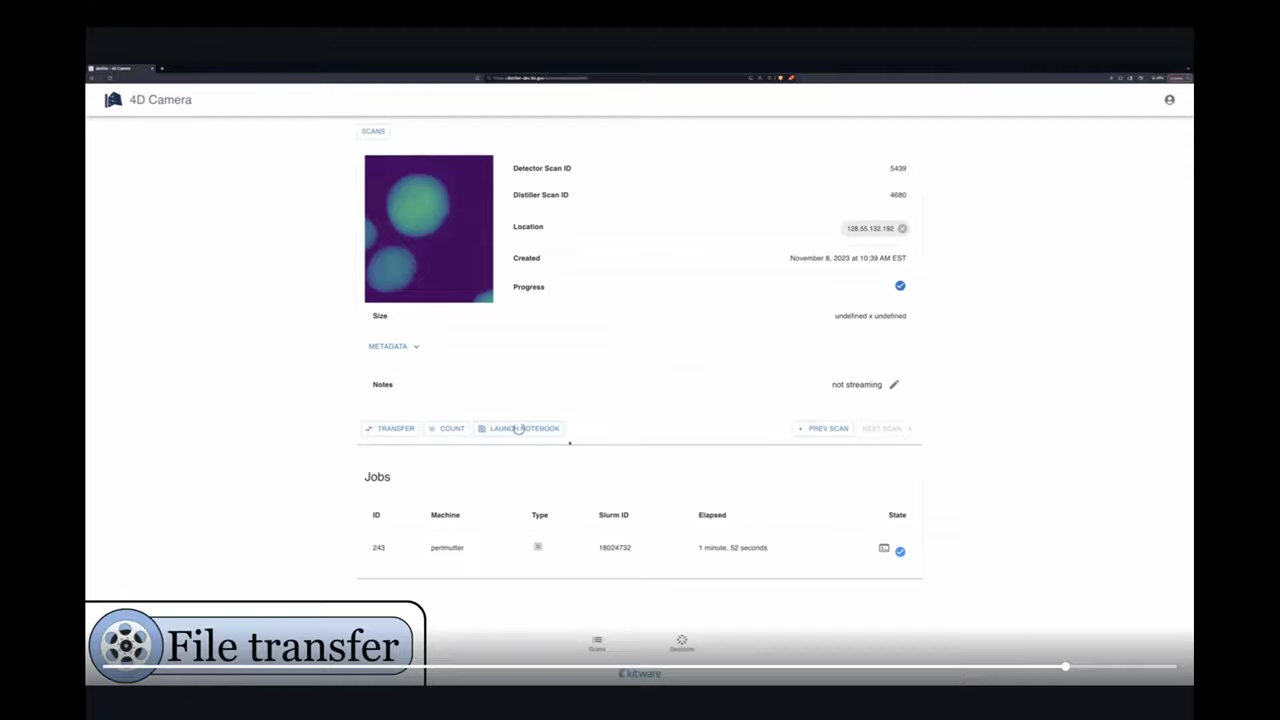 4D Camera
SCANS
Detector Scan ID 5439
Distiller Scan ID 4680
Location 128.55.132.192
Created November 8, 2023 at 10:39 AM EST
Progress
Size undefined x undefined
METADATA
Notes not streaming
TRANSFER COUNT LAUNCH NOTEBOOK PREV SCAN NEXT SCAN
Jobs
ID Machine Type Slurm ID Elapsed State
243 perlmutter 18024732 1 minute, 52 seconds
File transfer
Scans Sessions
kitware